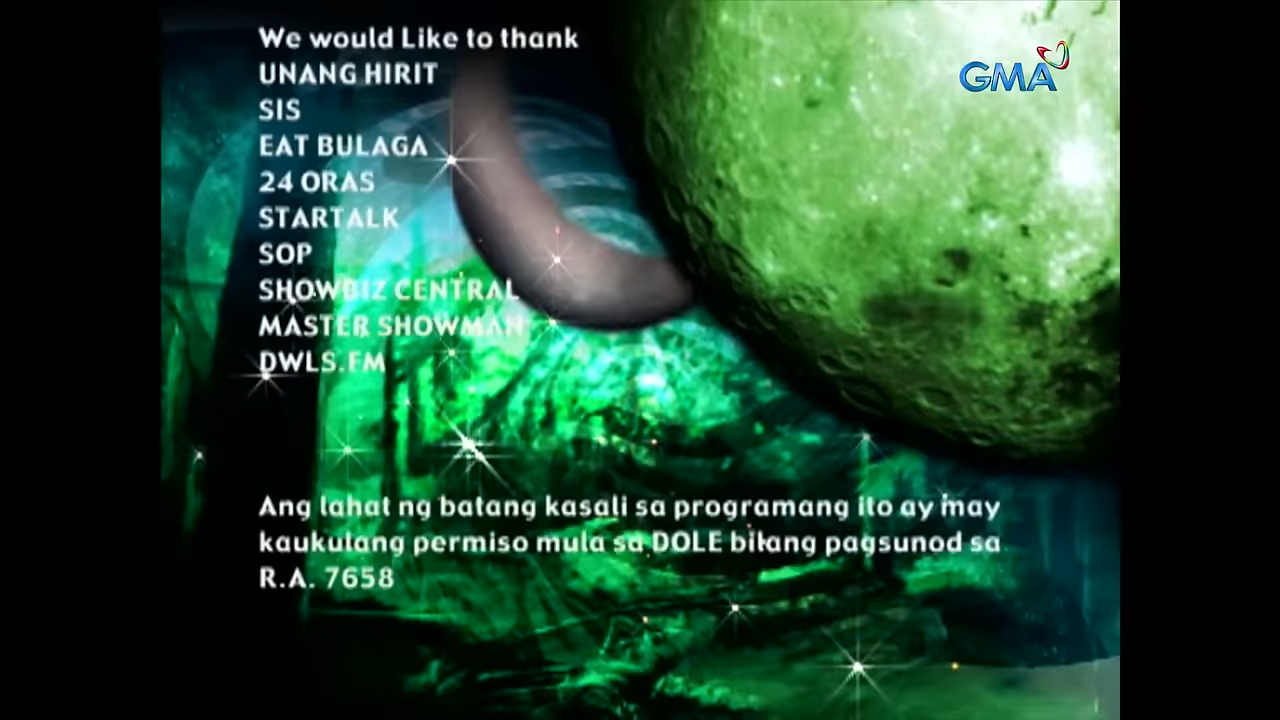 We would Like to thank
UNANG HIRIT
SIS
EAT BULAGA
24 ORAS
STARTALK
SOP
SHOWBIZ CENTRAL
MASTER SHOWMAN
DWLS.FM
GMA
Ang lahat ng batang kasali sa programang ito ay may
kaukulang permiso mula sa DOLE bilang pagsunod sa
R.A. 7658